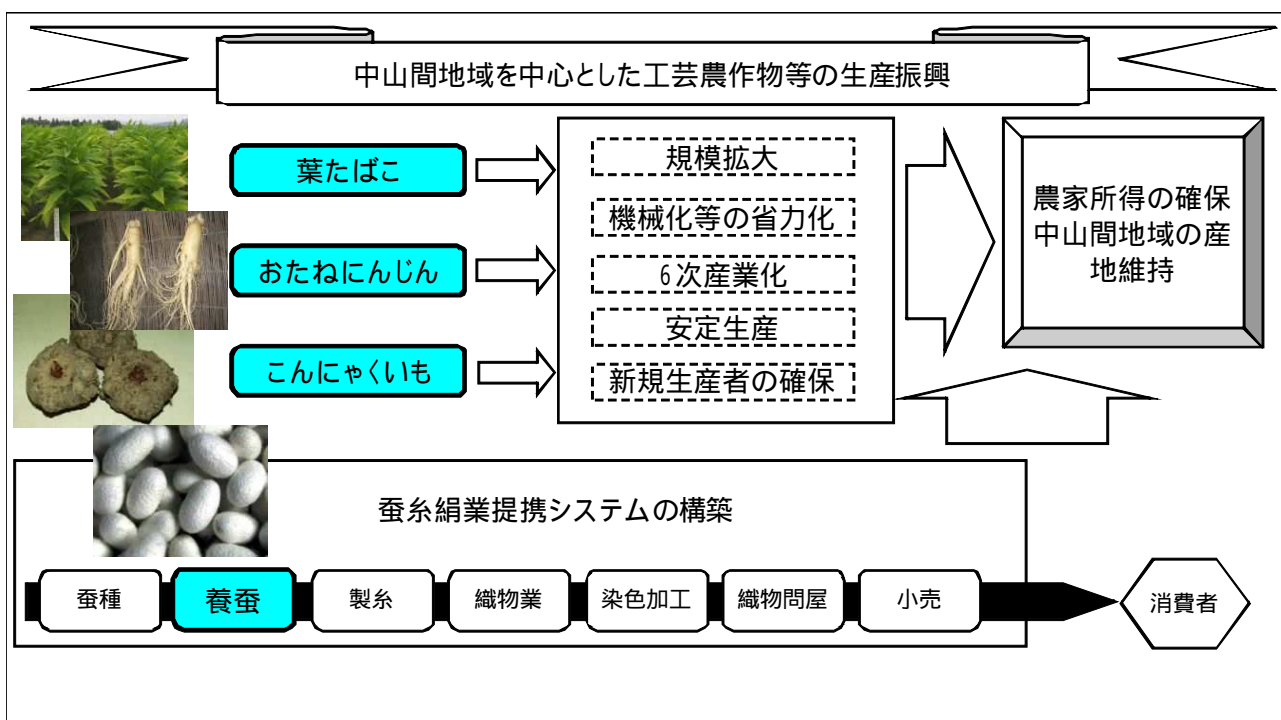 中山間地域を中心とした工芸農作物等の生産振興
葉たばこ
おたねにんじん
こんにゃくいも
規模拡大
機械化等の省力化
6次産業化
安定生産
新規生産者の確保
農家所得の確保
中山間地域の産
地維持
蚕糸絹業提携システムの構築
蚕種
養蚕
製糸
織物業
染色加工
織物問屋
小売
消費者